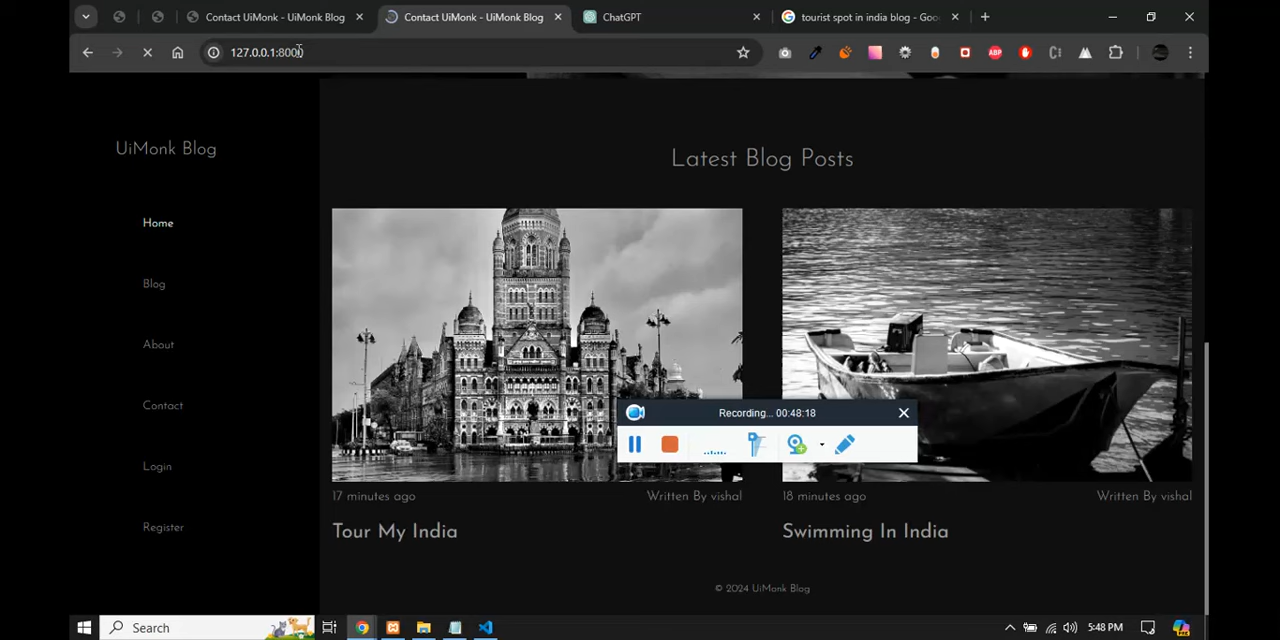 Contact UiMonk - UiMonk Blog
Contact UiMonk - UiMonk Blog
ChatGPT
tourist spot in india blog - Goo
127.0.0.1:8000
ABP
UiMonk Blog
Home
Blog
About
Contact
Login
Register
Latest Blog Posts
Recording... 00:48:18
17 minutes ago
Written By vishal
18 minutes ago
Written By vishal
Tour My India
Swimming In India
© 2024 UiMonk Blog
Search
5:48 PM